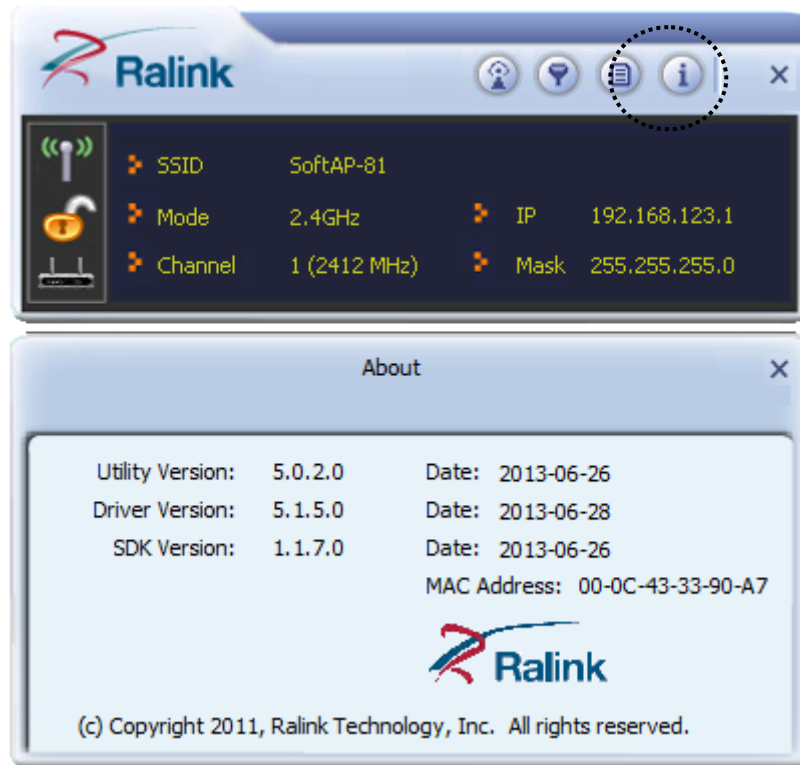 Ralink
SSID SoftAP-81
Mode 2.4GHz IP 192.168.123.1
Channel 1 (2412 MHz) Mask 255.255.255.0
About
Utility Version: 5.0.2.0 Date: 2013-06-26
Driver Version: 5.1.5.0 Date: 2013-06-28
SDK Version: 1.1.7.0 Date: 2013-06-26
MAC Address: 00-0C-43-33-90-A7
Ralink
(c) Copyright 2011, Ralink Technology, Inc. All rights reserved.